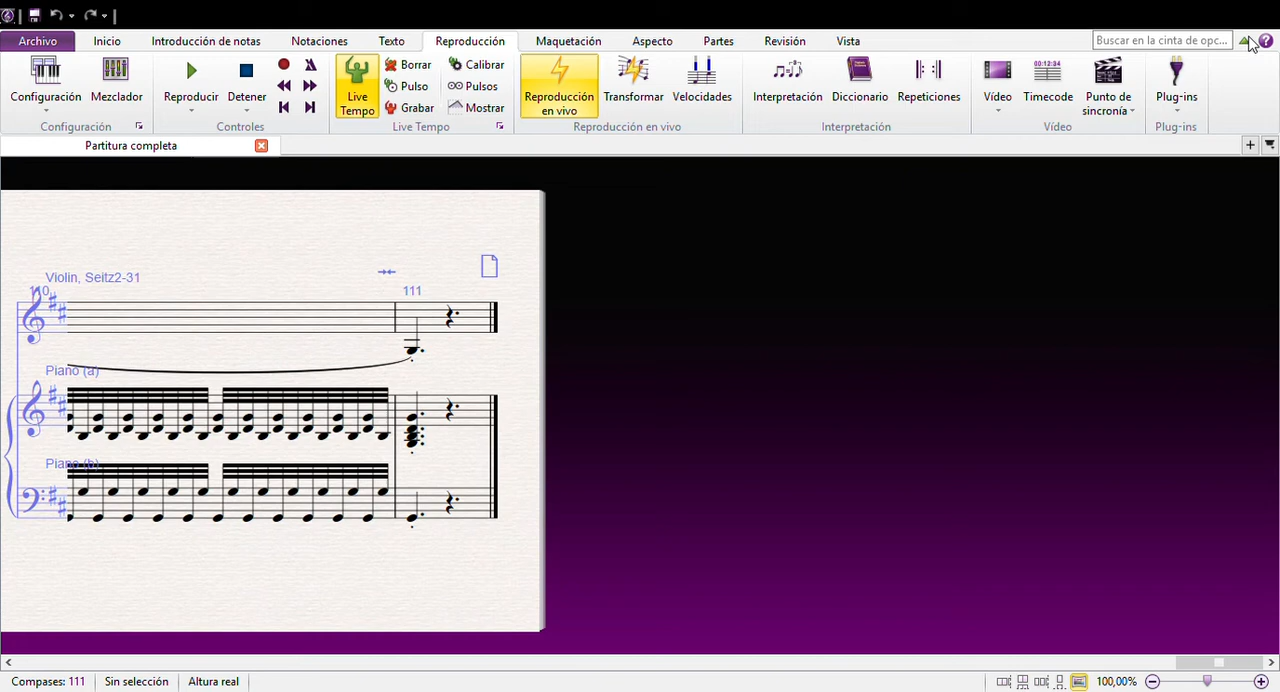 Archivo Inicio Introducción de notas Notaciones Texto Reproducción Maquetación Aspecto Partes Revisión Vista Buscar en la cinta de opc...
Configuración Mezclador Reproducir Detener Live Tempo Borrar Pulso Grabar Calibrar Pulsos Mostrar Reproducción en vivo Transformar Velocidades Interpretación Diccionario Repeticiones Vídeo 00:12:84 Timecode Punto de sincronía Plug-ins
Configuración Controles Live Tempo Reproducción en vivo Interpretación Vídeo Plug-ins
Partitura completa
Violin, Seitz2-31
110 111
Piano (a)
Piano (b)
Compases: 111 Sin selección Altura real 100,00%